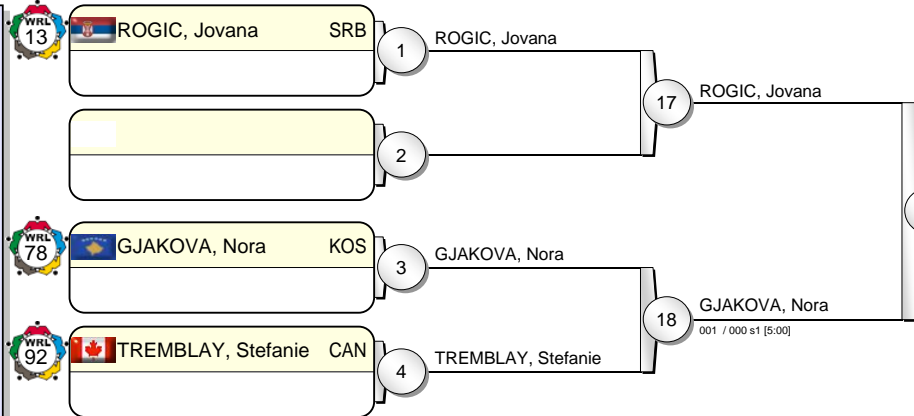 WRL
13
ROGIC, Jovana SRB
1
ROGIC, Jovana
17
ROGIC, Jovana
2
WRL
78
GJAKOVA, Nora KOS
3
GJAKOVA, Nora
18
GJAKOVA, Nora
001 / 000 s1 [5:00]
WRL
92
TREMBLAY, Stefanie CAN
4
TREMBLAY, Stefanie